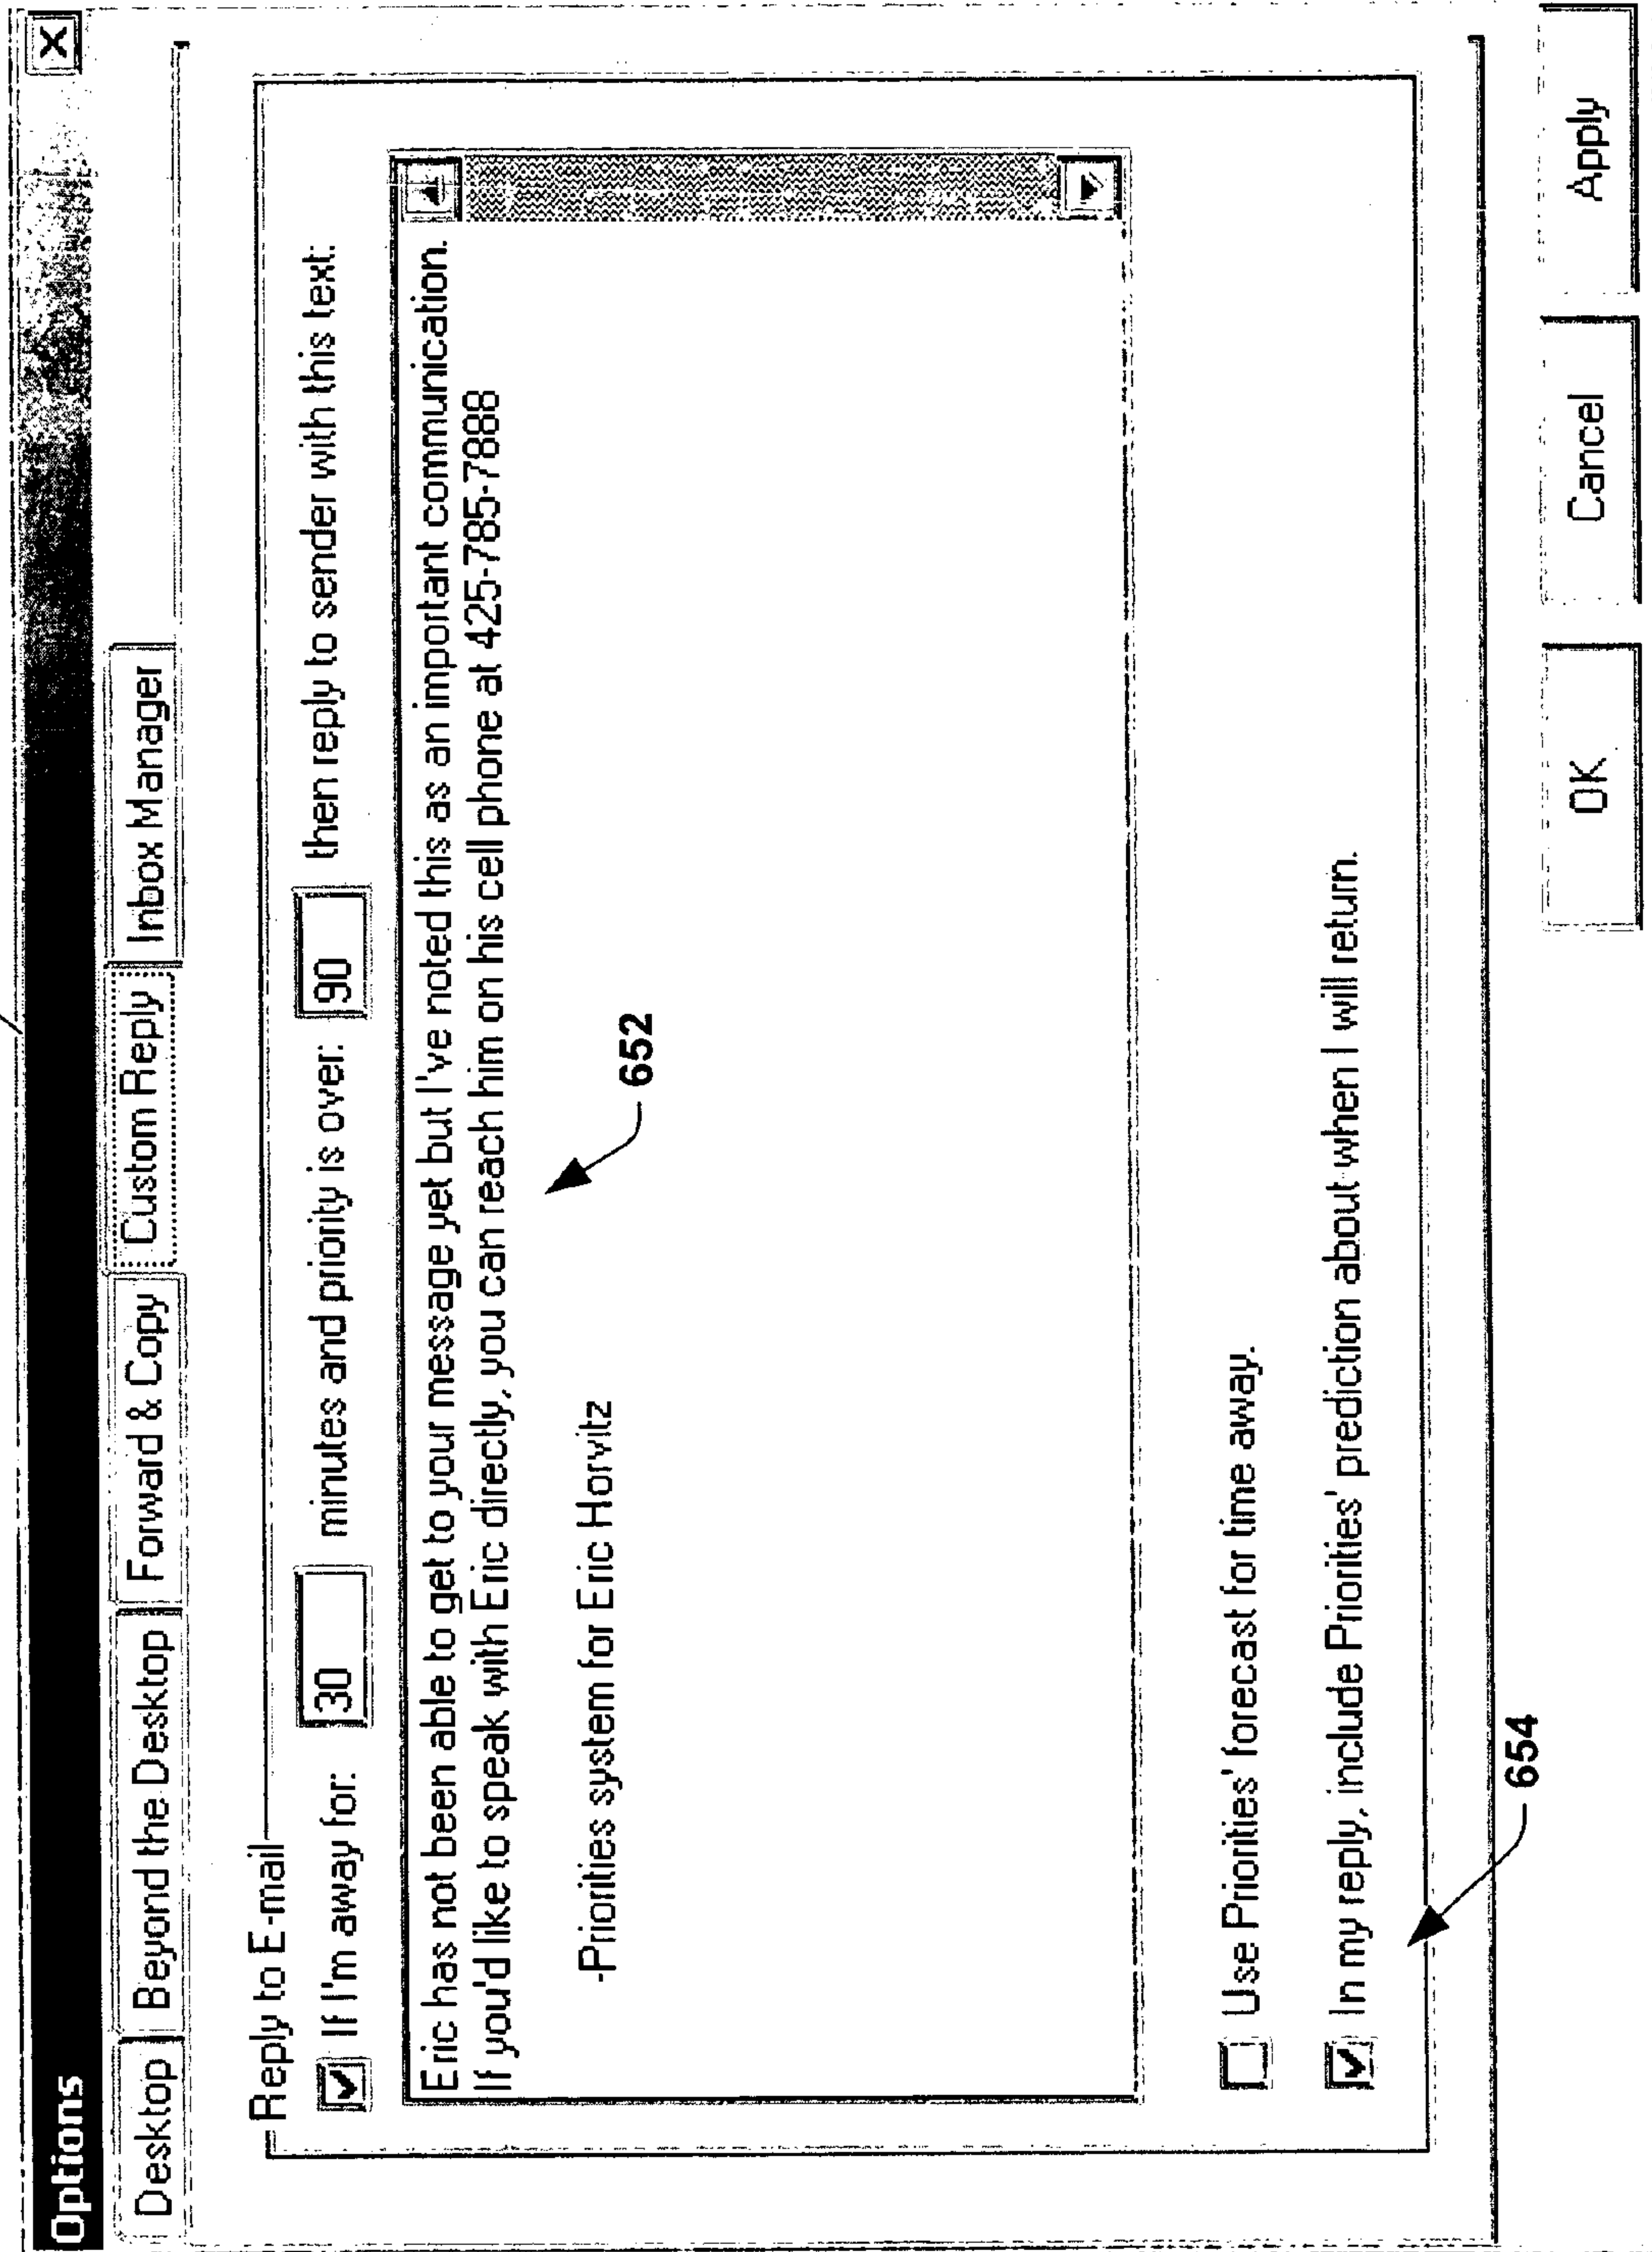 Options
Desktop Beyond the Desktop Forward & Copy Custom Reply Inbox Manager
Reply to E-mail
If I'm away for: 30 minutes and priority is over: 90 then reply to sender with this text:
Eric has not been able to get to your message yet but I've noted this as an important communication.
If you'd like to speak with Eric directly, you can reach him on his cell phone at 425-785-7888
-Priorities system for Eric Horvitz
652
Use Priorities' forecast for time away.
In my reply, include Priorities' prediction about when I will return.
654
OK Cancel Apply